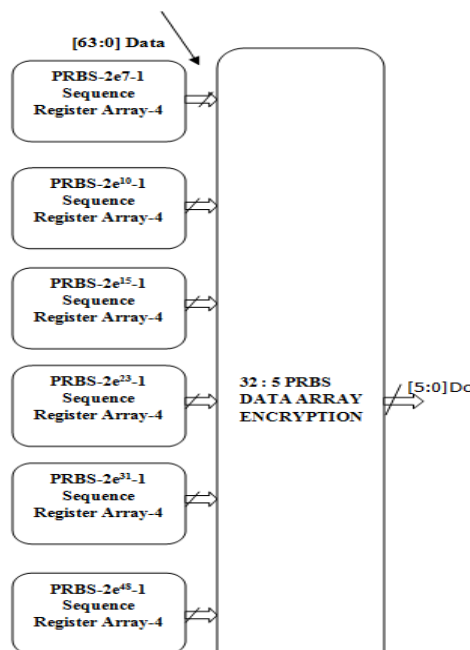 [63:0] Data
PRBS-2e7-1
Sequence
Register Array-4
PRBS-2e¹⁰-1
Sequence
Register Array-4
PRBS-2e¹⁵-1
Sequence
Register Array-4
PRBS-2e²³-1
Sequence
Register Array-4
PRBS-2e³¹-1
Sequence
Register Array-4
PRBS-2e⁴⁸-1
Sequence
Register Array-4
32 : 5 PRBS
DATA ARRAY
ENCRYPTION
[5:0]